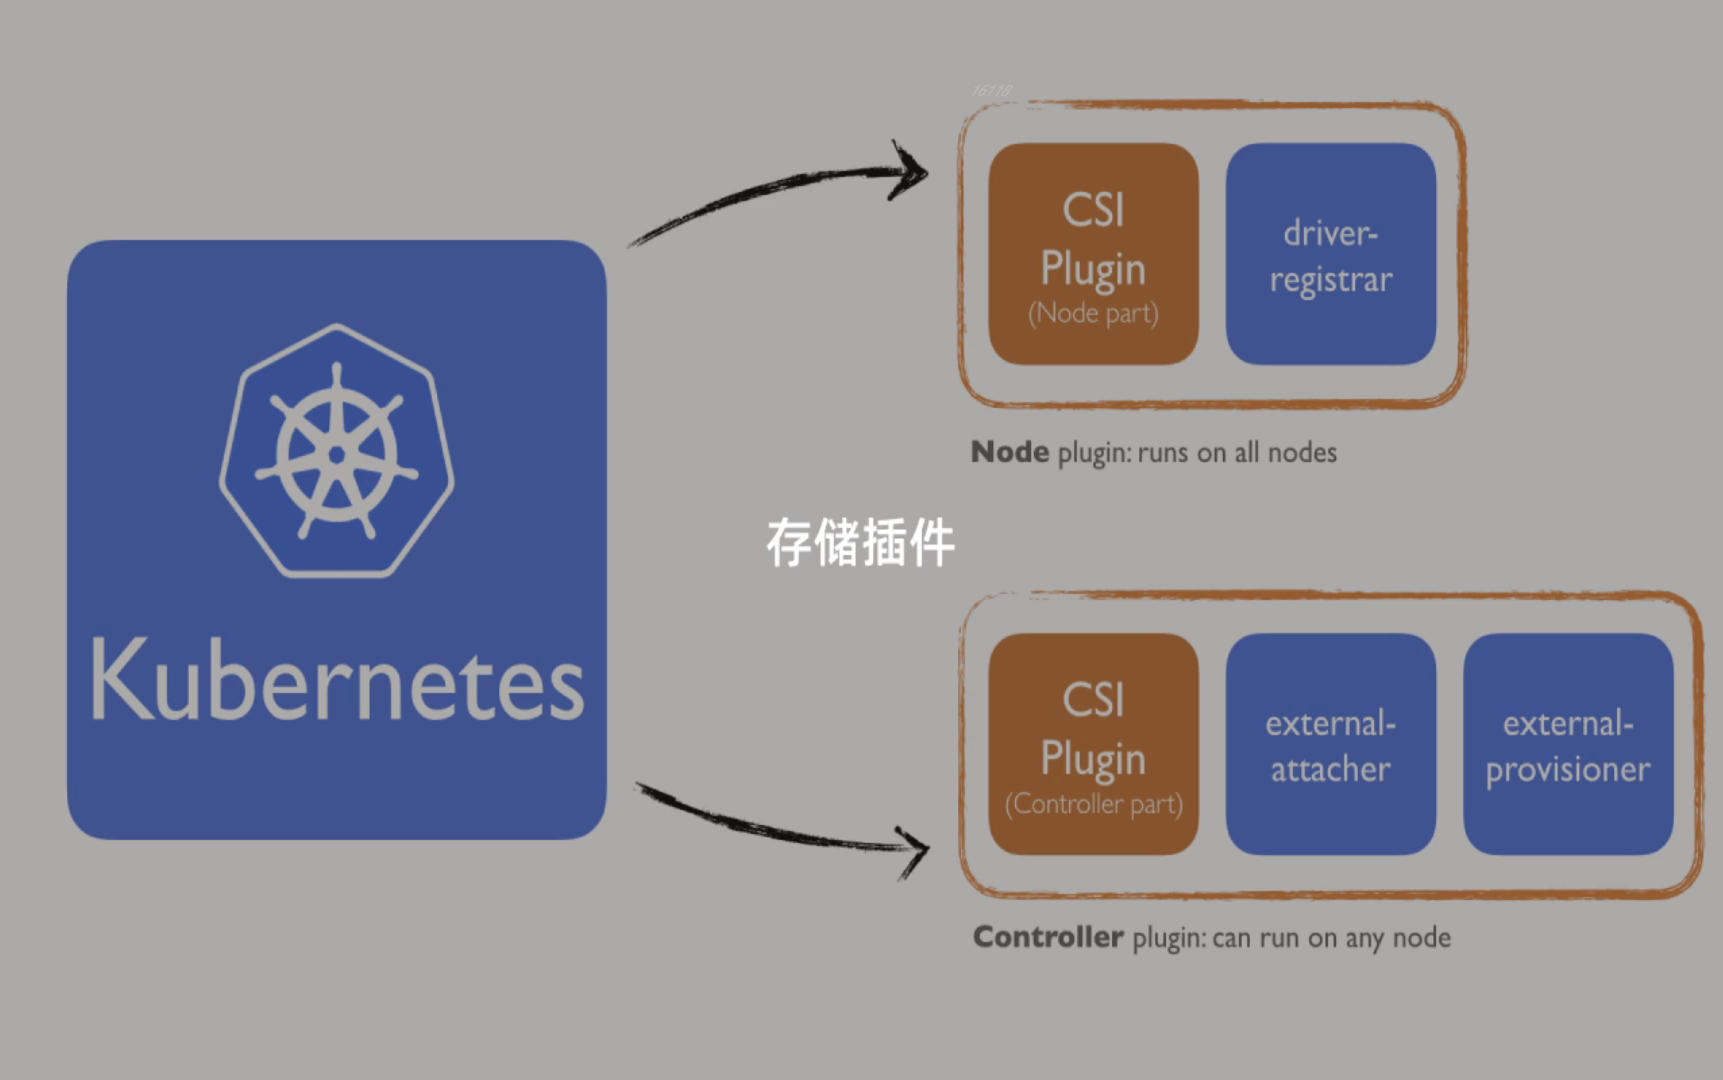 16118
CSI
Plugin
(Node part)
driver-
registrar
Node plugin: runs on all nodes
Kubernetes
存储插件
CSI
Plugin
(Controller part)
external-
attacher
external-
provisioner
Controller plugin: can run on any node